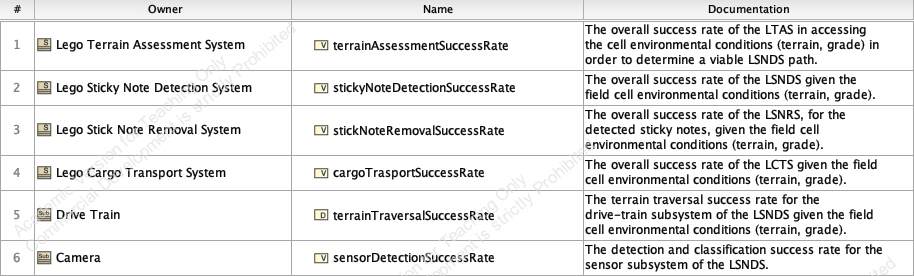 # Owner Name Documentation
1 S Lego Terrain Assessment System V terrainAssessmentSuccessRate The overall success rate of the LTAS in accessing
the cell environmental conditions (terrain, grade) in
order to determine a viable LSNDS path.
2 S Lego Sticky Note Detection System V stickyNoteDetectionSuccessRate The overall success rate of the LSNDS given the
field cell environmental conditions (terrain, grade).
3 S Lego Stick Note Removal System V stickNoteRemovalSuccessRate The overall success rate of the LSNRS, for the
detected sticky notes, given the field cell
environmental conditions (terrain, grade).
4 S Lego Cargo Transport System V cargoTrasportSuccessRate The overall success rate of the LCTS given the field
cell environmental conditions (terrain, grade).
5 Sub Drive Train D terrainTraversalSuccessRate The terrain traversal success rate for the
drive-train subsystem of the LSNDS given the field
cell environmental conditions (terrain, grade).
6 Sub Camera V sensorDetectionSuccessRate The detection and classification success rate for the
sensor subsystem of the LSNDS.
Academic Version for Teaching Only
Commercial Development is strictly Prohibited